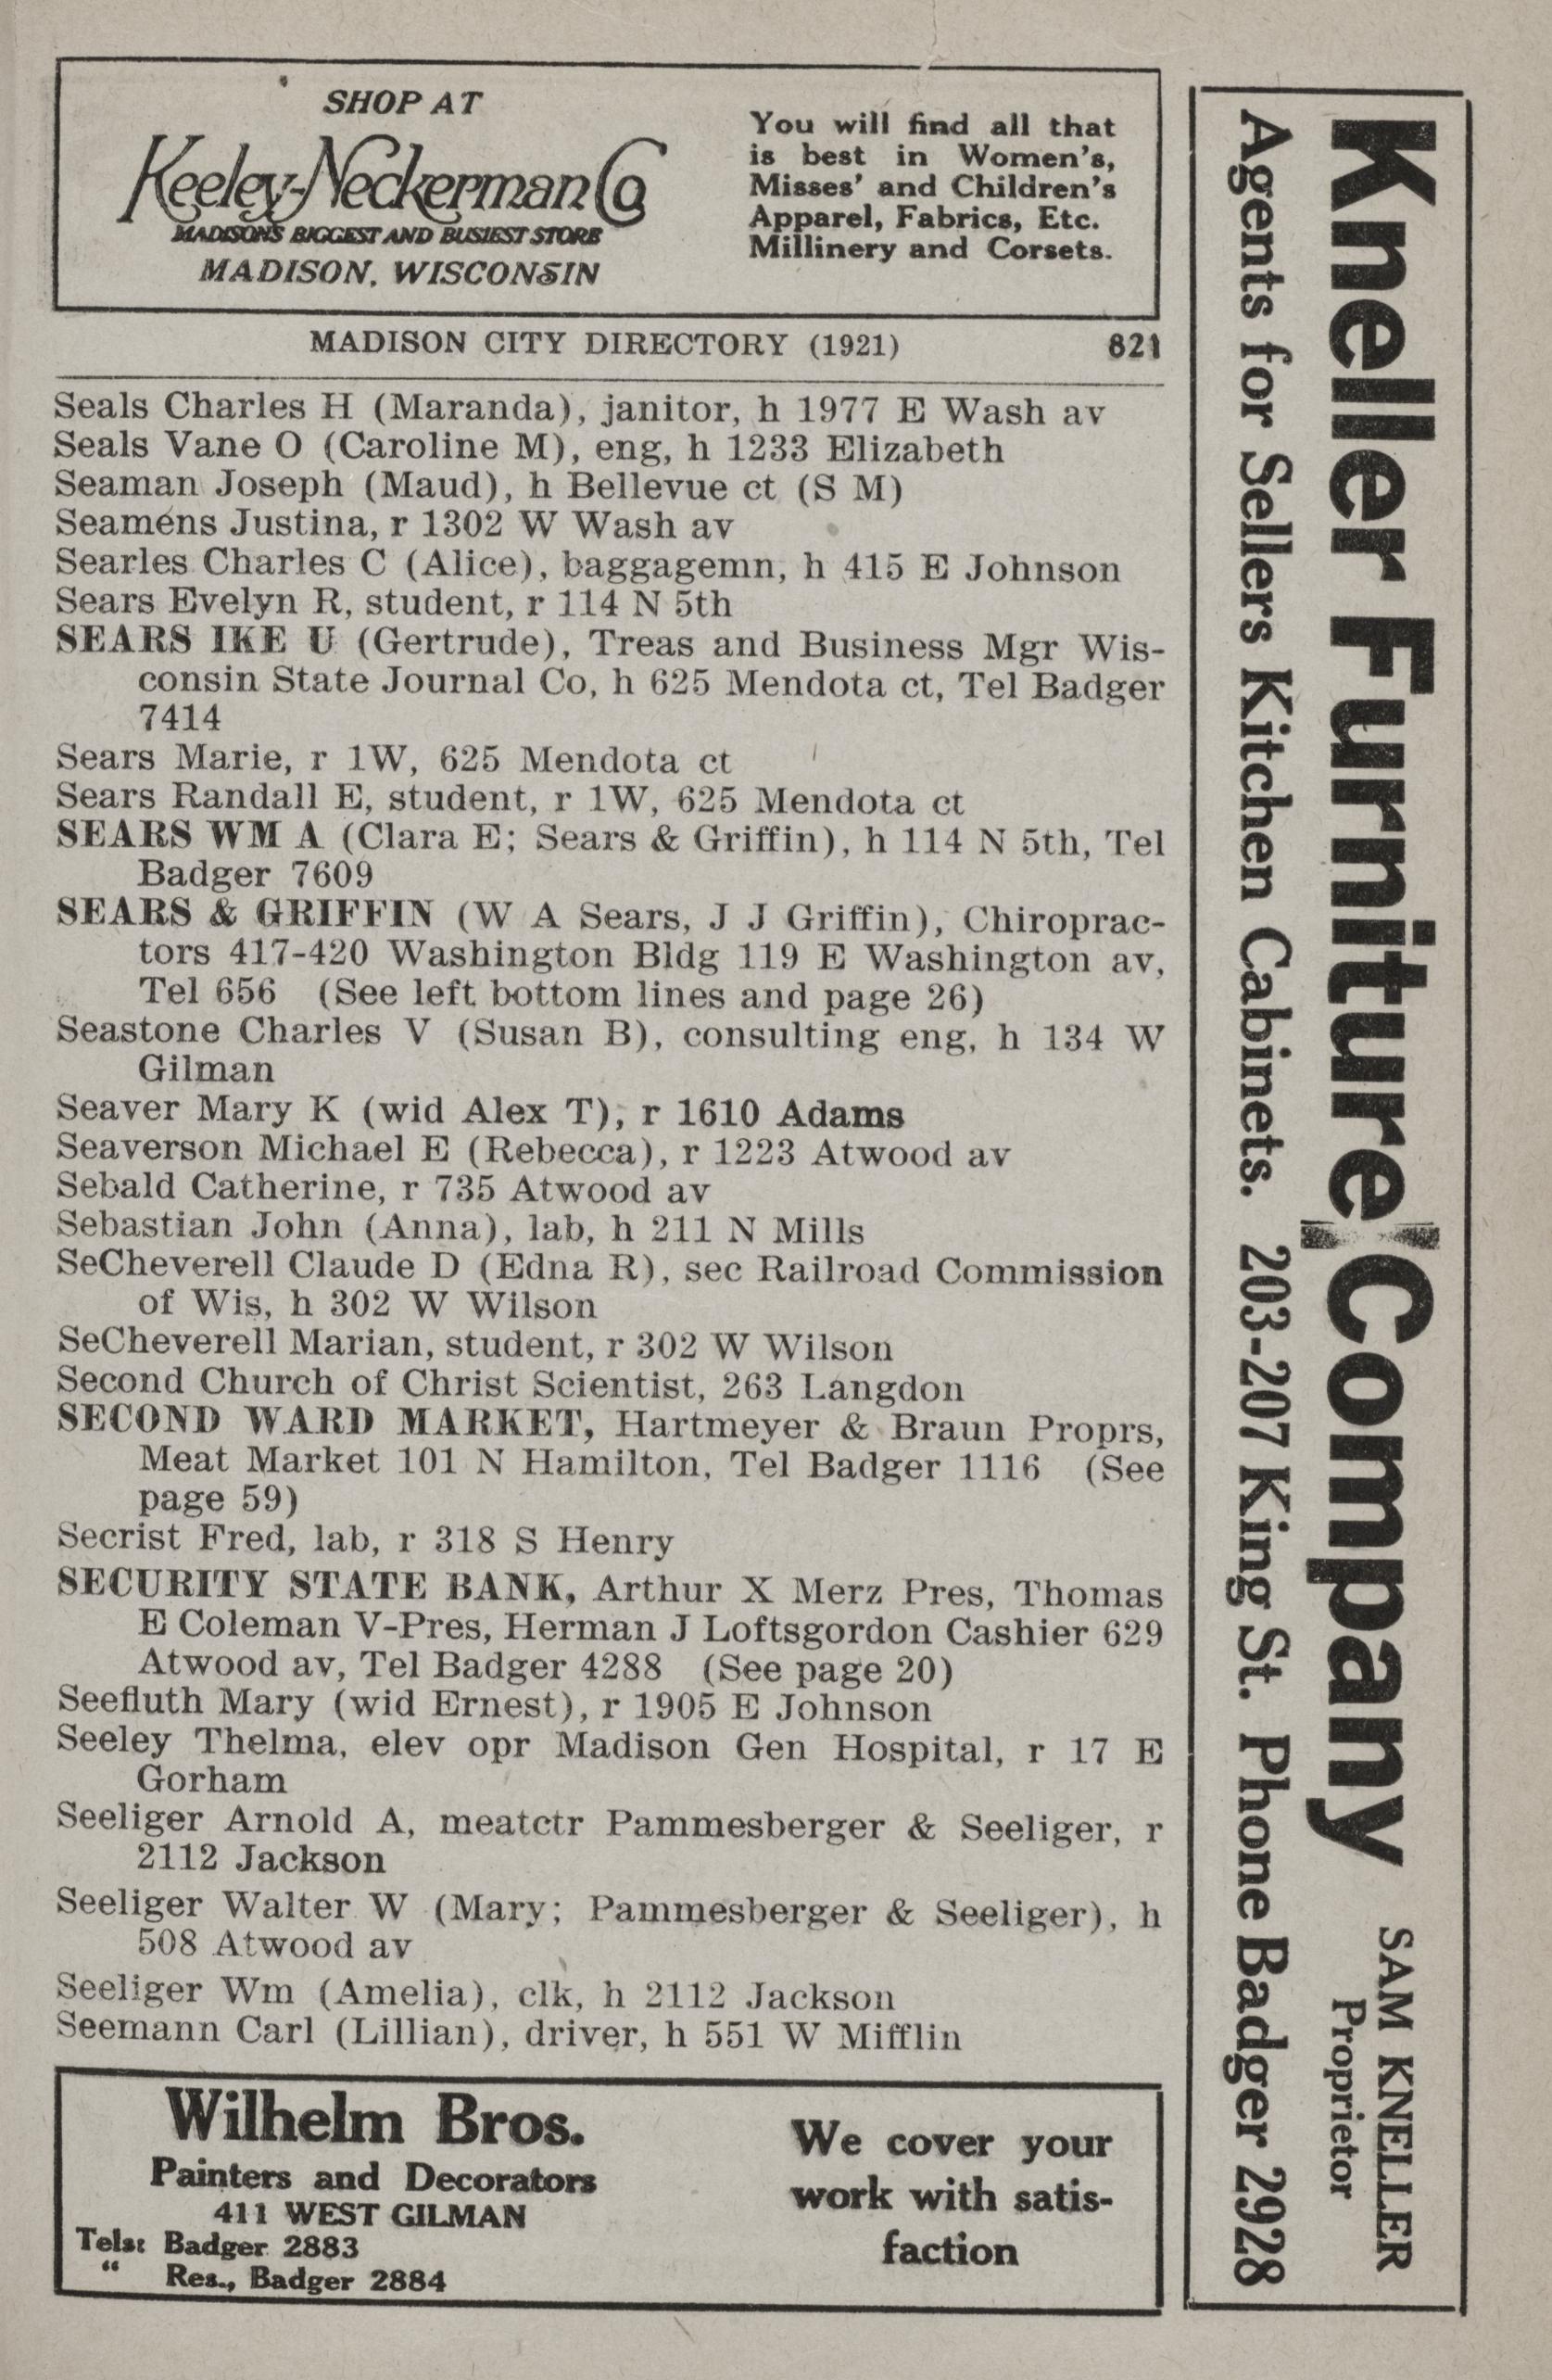 SHOP AT
Keeley-Neckerman Co
MADISON'S BIGGEST AND BUSIEST STORE
MADISON, WISCONSIN
You will find all that
is best in Women's,
Misses' and Children's
Apparel, Fabrics, Etc.
Millinery and Corsets.
MADISON CITY DIRECTORY (1921) 821
Seals Charles H (Maranda), janitor, h 1977 E Wash av
Seals Vane O (Caroline M), eng, h 1233 Elizabeth
Seaman Joseph (Maud), h Bellevue ct (S M)
Seamens Justina, r 1302 W Wash av
Searles Charles C (Alice), baggagemn, h 415 E Johnson
Sears Evelyn R, student, r 114 N 5th
SEARS IKE U (Gertrude), Treas and Business Mgr Wis-
consin State Journal Co, h 625 Mendota ct, Tel Badger
7414
Sears Marie, r 1W, 625 Mendota ct
Sears Randall E, student, r 1W, 625 Mendota ct
SEARS WM A (Clara E; Sears & Griffin), h 114 N 5th, Tel
Badger 7609
SEARS & GRIFFIN (W A Sears, J J Griffin), Chiroprac-
tors 417-420 Washington Bldg 119 E Washington av,
Tel 656 (See left bottom lines and page 26)
Seastone Charles V (Susan B), consulting eng, h 134 W
Gilman
Seaver Mary K (wid Alex T), r 1610 Adams
Seaverson Michael E (Rebecca), r 1223 Atwood av
Sebald Catherine, r 735 Atwood av
Sebastian John (Anna), lab, h 211 N Mills
SeCheverell Claude D (Edna R), sec Railroad Commission
of Wis, h 302 W Wilson
SeCheverell Marian, student, r 302 W Wilson
Second Church of Christ Scientist, 263 Langdon
SECOND WARD MARKET, Hartmeyer & Braun Proprs,
Meat Market 101 N Hamilton, Tel Badger 1116 (See
page 59)
Secrist Fred, lab, r 318 S Henry
SECURITY STATE BANK, Arthur X Merz Pres, Thomas
E Coleman V-Pres, Herman J Loftsgordon Cashier 629
Atwood av, Tel Badger 4288 (See page 20)
Seefluth Mary (wid Ernest), r 1905 E Johnson
Seeley Thelma, elev opr Madison Gen Hospital, r 17 E
Gorham
Seeliger Arnold A, meatctr Pammesberger & Seeliger, r
2112 Jackson
Seeliger Walter W (Mary; Pammesberger & Seeliger), h
508 Atwood av
Seeliger Wm (Amelia), clk, h 2112 Jackson
Seemann Carl (Lillian), driver, h 551 W Mifflin
Wilhelm Bros.
Painters and Decorators
411 WEST GILMAN
Tels: Badger 2883
" Res., Badger 2884
We cover your
work with satis-
faction
Kneller Furniture Company
SAM KNELLER
Proprietor
Agents for Sellers Kitchen Cabinets. 203-207 King St. Phone Badger 2928